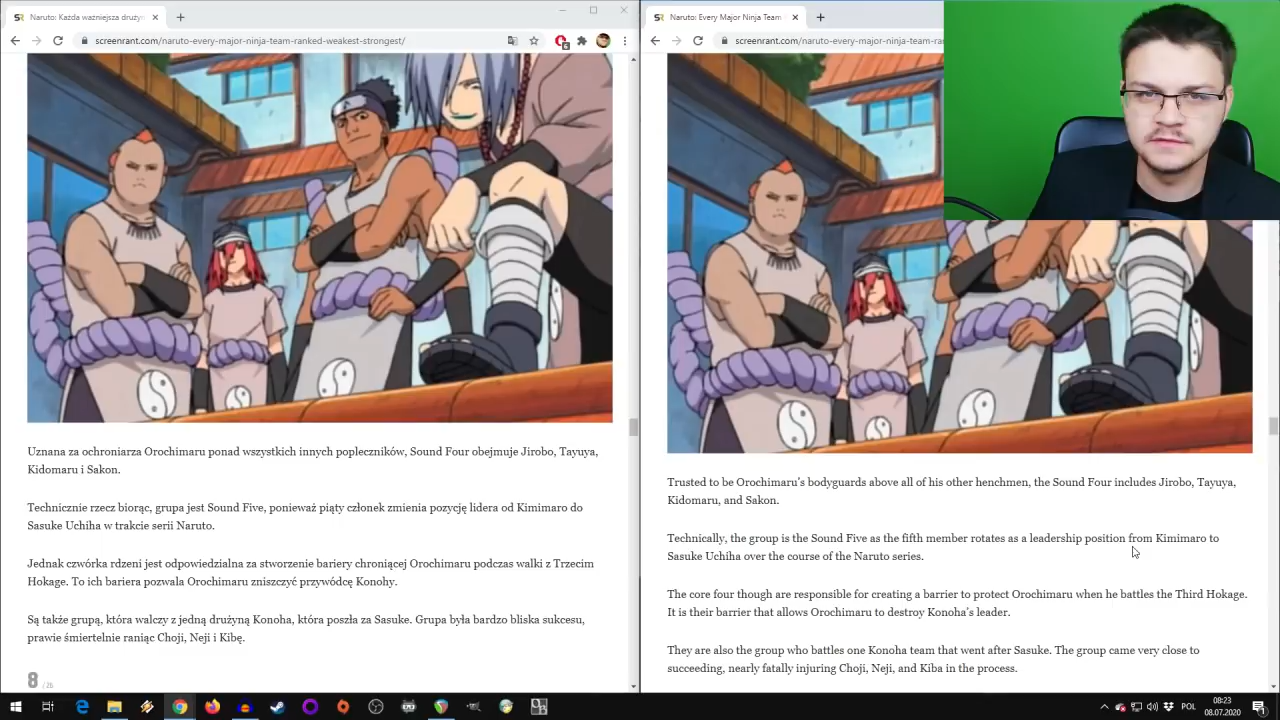 Naruto: Każda ważniejsza drużyn
Naruto: Every Major Ninja Team
screenrant.com/naruto-every-major-ninja-team-ranked-weakest-strongest/
screenrant.com/naruto-every-major-ninja-team-ra
Uznana za ochroniarza Orochimaru ponad wszystkich innych popleczników, Sound Four obejmuje Jirobo, Tayuya,
Kidomaru i Sakon.
Technicznie rzecz biorąc, grupa jest Sound Five, ponieważ piąty członek zmienia pozycję lidera od Kimimaro do
Sasuke Uchiha w trakcie serii Naruto.
Jednak czwórka rdzeni jest odpowiedzialna za stworzenie bariery chroniącej Orochimaru podczas walki z Trzecim
Hokage. To ich bariera pozwala Orochimaru zniszczyć przywódcę Konohy.
Są także grupą, która walczy z jedną drużyną Konoha, która poszła za Sasuke. Grupa była bardzo bliska sukcesu,
prawie śmiertelnie raniąc Choji, Neji i Kibę.
8 /26
Trusted to be Orochimaru's bodyguards above all of his other henchmen, the Sound Four includes Jirobo, Tayuya,
Kidomaru, and Sakon.
Technically, the group is the Sound Five as the fifth member rotates as a leadership position from Kimimaro to
Sasuke Uchiha over the course of the Naruto series.
The core four though are responsible for creating a barrier to protect Orochimaru when he battles the Third Hokage.
It is their barrier that allows Orochimaru to destroy Konoha's leader.
They are also the group who battles one Konoha team that went after Sasuke. The group came very close to
succeeding, nearly fatally injuring Choji, Neji, and Kiba in the process.
POL
08:23
08.07.2020